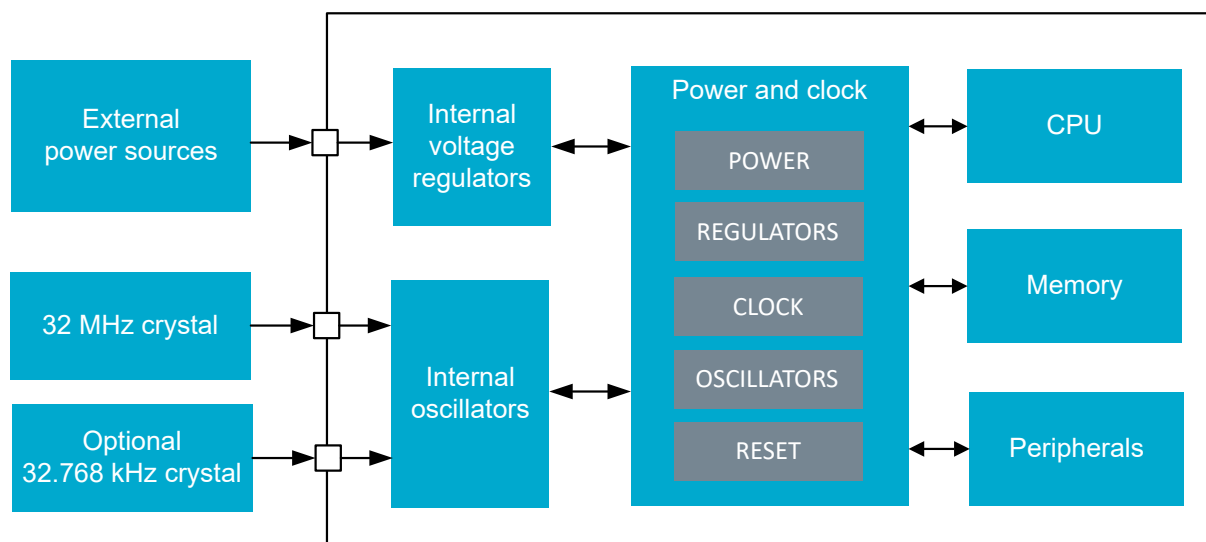 External
power sources
32 MHz crystal
Optional
32.768 kHz crystal
Internal
voltage
regulators
Internal
oscillators
Power and clock
POWER
REGULATORS
CLOCK
OSCILLATORS
RESET
CPU
Memory
Peripherals